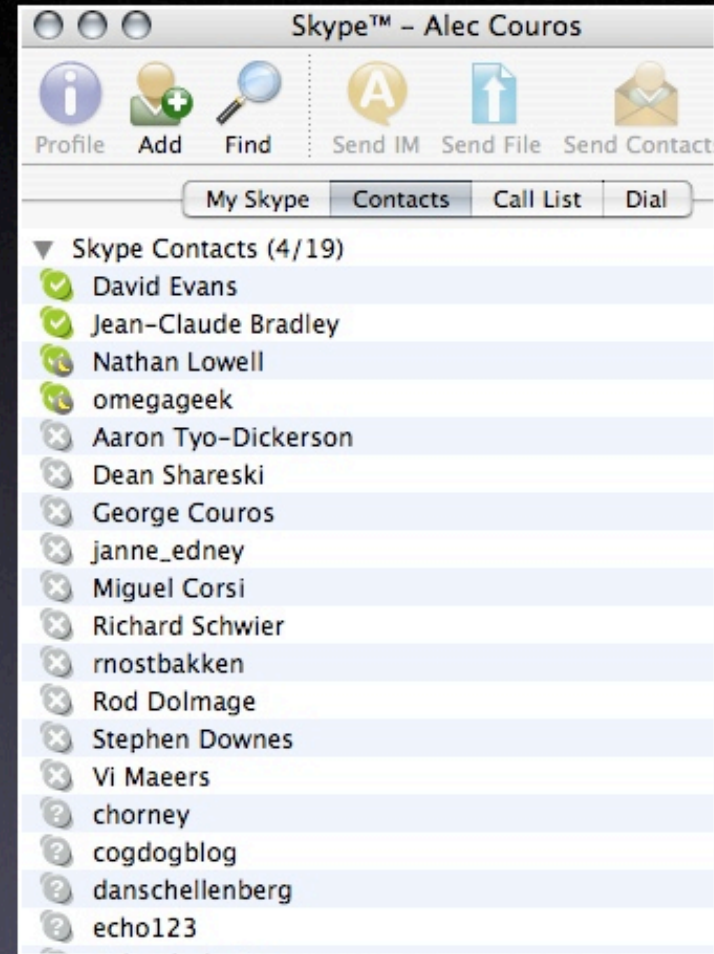 Skype™ – Alec Couros
Profile Add Find Send IM Send File Send Contact
My Skype Contacts Call List Dial
Skype Contacts (4/19)
David Evans
Jean-Claude Bradley
Nathan Lowell
omegageek
Aaron Tyo-Dickerson
Dean Shareski
George Couros
janne_edney
Miguel Corsi
Richard Schwier
rnostbakken
Rod Dolmage
Stephen Downes
Vi Maeers
chorney
cogdogblog
danschellenberg
echo123